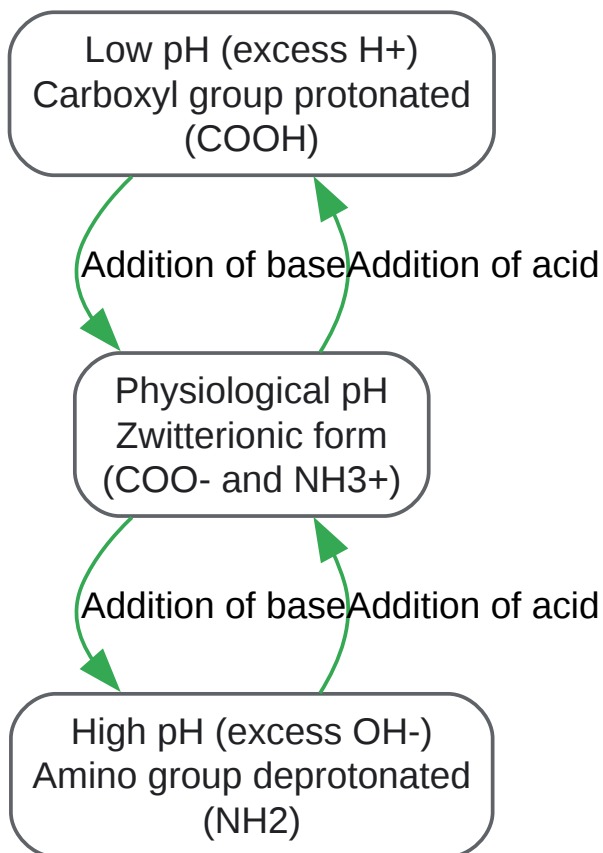 Low pH (excess H+)
Carboxyl group protonated
(COOH)
Addition of base
Addition of acid
Physiological pH
Zwitterionic form
(COO- and NH3+)
Addition of base
Addition of acid
High pH (excess OH-)
Amino group deprotonated
(NH2)